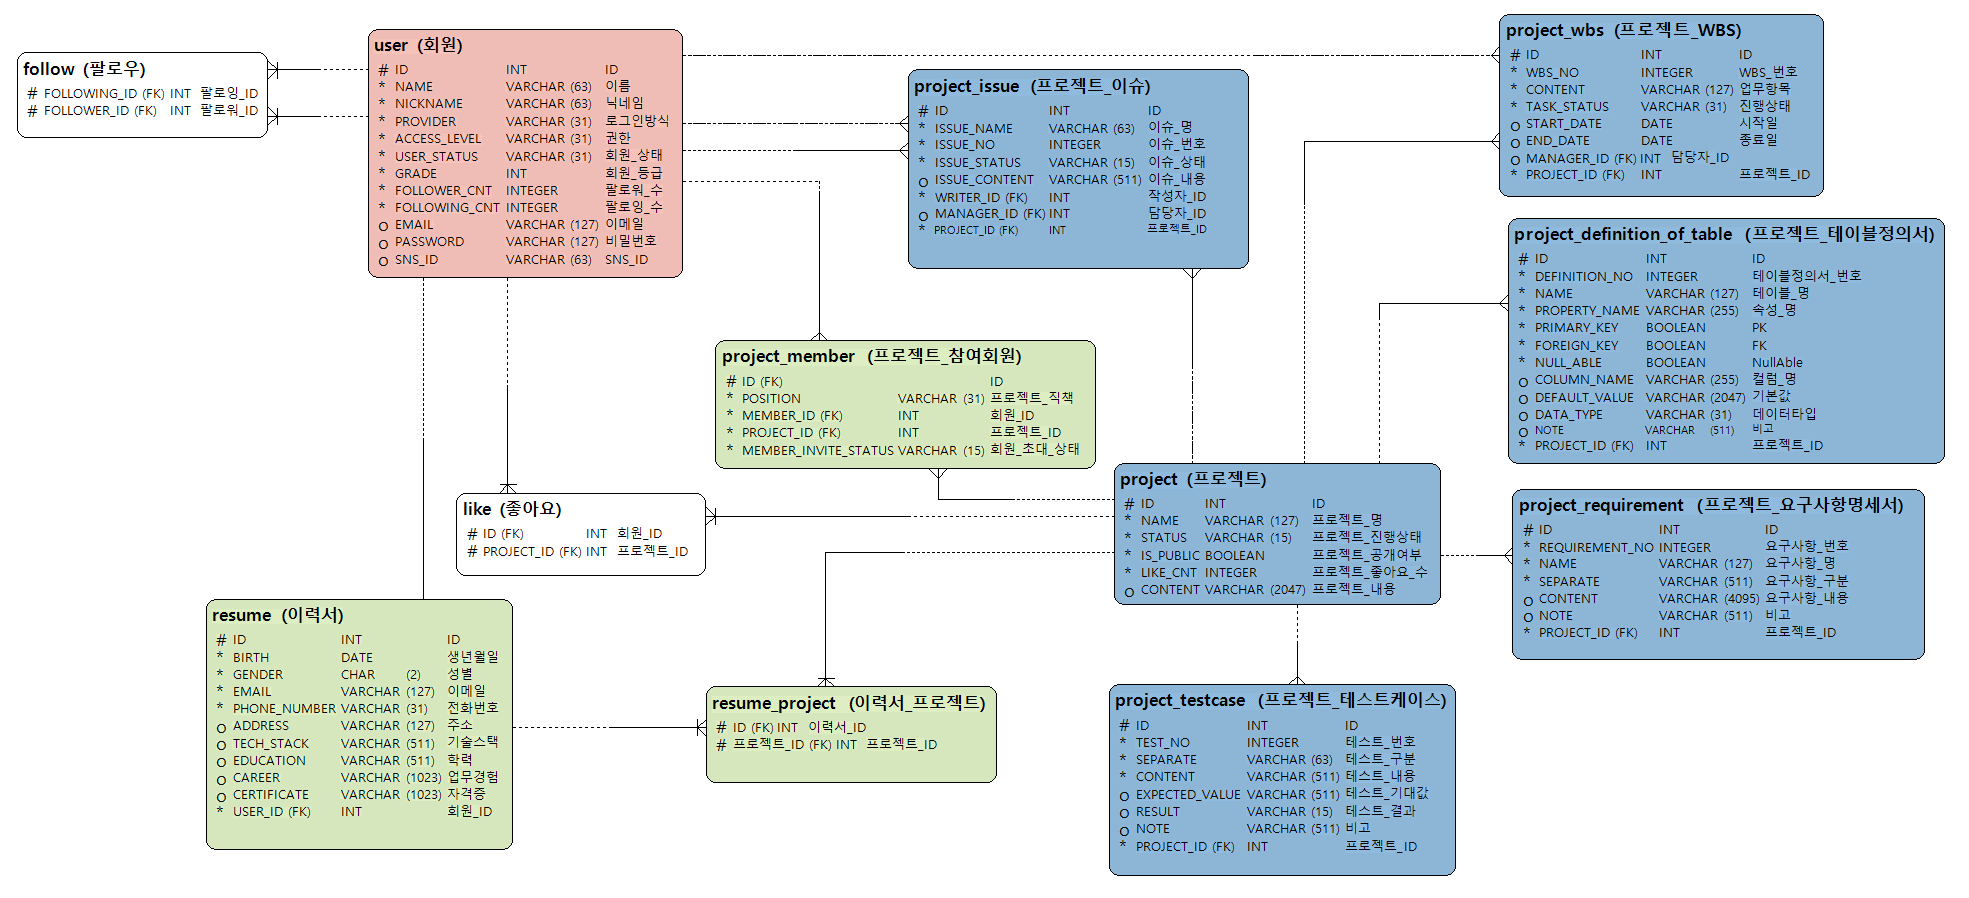 follow (팔로우)
# FOLLOWING_ID (FK) INT 팔로잉_ID
# FOLLOWER_ID (FK) INT 팔로워_ID
user (회원)
# ID INT ID
* NAME VARCHAR (63) 이름
* NICKNAME VARCHAR (63) 닉네임
* PROVIDER VARCHAR (31) 로그인방식
* ACCESS_LEVEL VARCHAR (31) 권한
* USER_STATUS VARCHAR (31) 회원_상태
* GRADE INT 회원_등급
* FOLLOWER_CNT INTEGER 팔로워_수
* FOLLOWING_CNT INTEGER 팔로잉_수
o EMAIL VARCHAR (127) 이메일
o PASSWORD VARCHAR (127) 비밀번호
o SNS_ID VARCHAR (63) SNS_ID
project_issue (프로젝트_이슈)
# ID INT ID
* ISSUE_NAME VARCHAR (63) 이슈_명
* ISSUE_NO INTEGER 이슈_번호
* ISSUE_STATUS VARCHAR (15) 이슈_상태
o ISSUE_CONTENT VARCHAR (511) 이슈_내용
* WRITER_ID (FK) INT 작성자_ID
o MANAGER_ID (FK) INT 담당자_ID
* PROJECT_ID (FK) INT 프로젝트_ID
project_wbs (프로젝트_WBS)
# ID INT ID
* WBS_NO INTEGER WBS_번호
* CONTENT VARCHAR (127) 업무항목
* TASK_STATUS VARCHAR (31) 진행상태
o START_DATE DATE 시작일
o END_DATE DATE 종료일
o MANAGER_ID (FK) INT 담당자_ID
* PROJECT_ID (FK) INT 프로젝트_ID
project_definition_of_table (프로젝트_테이블정의서)
# ID INT ID
* DEFINITION_NO INTEGER 테이블정의서_번호
* NAME VARCHAR (127) 테이블_명
* PROPERTY_NAME VARCHAR (255) 속성_명
* PRIMARY_KEY BOOLEAN PK
* FOREIGN_KEY BOOLEAN FK
* NULL_ABLE BOOLEAN NullAble
o COLUMN_NAME VARCHAR (255) 컬럼_명
o DEFAULT_VALUE VARCHAR (2047) 기본값
o DATA_TYPE VARCHAR (31) 데이터타입
o NOTE VARCHAR (511) 비고
* PROJECT_ID (FK) INT 프로젝트_ID
project_member (프로젝트_참여회원)
# ID (FK) ID
* POSITION VARCHAR (31) 프로젝트_직책
* MEMBER_ID (FK) INT 회원_ID
* PROJECT_ID (FK) INT 프로젝트_ID
* MEMBER_INVITE_STATUS VARCHAR (15) 회원_초대_상태
project (프로젝트)
# ID INT ID
* NAME VARCHAR (127) 프로젝트_명
* STATUS VARCHAR (15) 프로젝트_진행상태
* IS_PUBLIC BOOLEAN 프로젝트_공개여부
* LIKE_CNT INTEGER 프로젝트_좋아요_수
o CONTENT VARCHAR (2047) 프로젝트_내용
like (좋아요)
# ID (FK) INT 회원_ID
# PROJECT_ID (FK) INT 프로젝트_ID
project_requirement (프로젝트_요구사항명세서)
# ID INT ID
* REQUIREMENT_NO INTEGER 요구사항_번호
* NAME VARCHAR (127) 요구사항_명
* SEPARATE VARCHAR (511) 요구사항_구분
o CONTENT VARCHAR (4095) 요구사항_내용
o NOTE VARCHAR (511) 비고
* PROJECT_ID (FK) INT 프로젝트_ID
resume (이력서)
# ID INT ID
* BIRTH DATE 생년월일
* GENDER CHAR (2) 성별
* EMAIL VARCHAR (127) 이메일
* PHONE_NUMBER VARCHAR (31) 전화번호
o ADDRESS VARCHAR (127) 주소
o TECH_STACK VARCHAR (511) 기술스택
o EDUCATION VARCHAR (511) 학력
o CAREER VARCHAR (1023) 업무경험
o CERTIFICATE VARCHAR (1023) 자격증
* USER_ID (FK) INT 회원_ID
resume_project (이력서_프로젝트)
# ID (FK) INT 이력서_ID
# 프로젝트_ID (FK) INT 프로젝트_ID
project_testcase (프로젝트_테스트케이스)
# ID INT ID
* TEST_NO INTEGER 테스트_번호
* SEPARATE VARCHAR (63) 테스트_구분
* CONTENT VARCHAR (511) 테스트_내용
o EXPECTED_VALUE VARCHAR (511) 테스트_기대값
o RESULT VARCHAR (15) 테스트_결과
o NOTE VARCHAR (511) 비고
* PROJECT_ID (FK) INT 프로젝트_ID